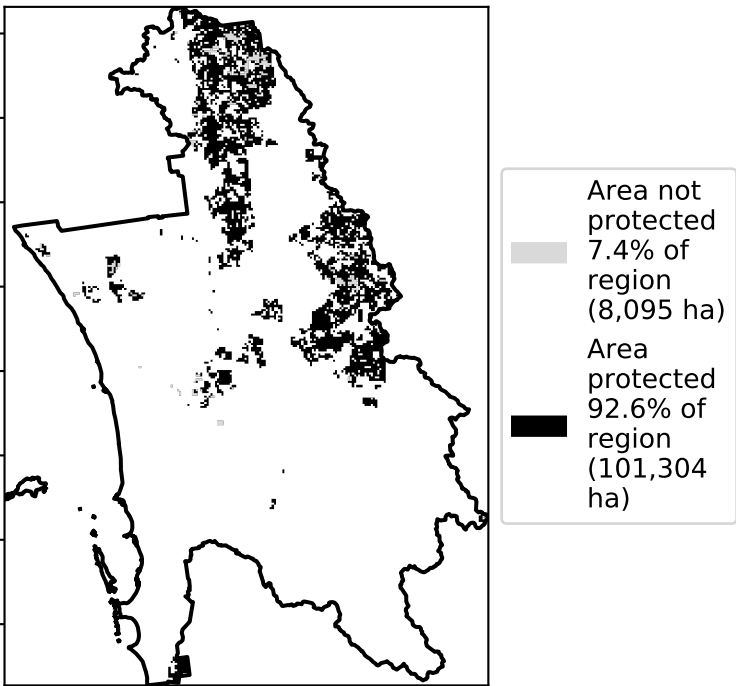 Area not
protected
7.4% of
region
(8,095 ha)
Area
protected
92.6% of
region
(101,304
ha)